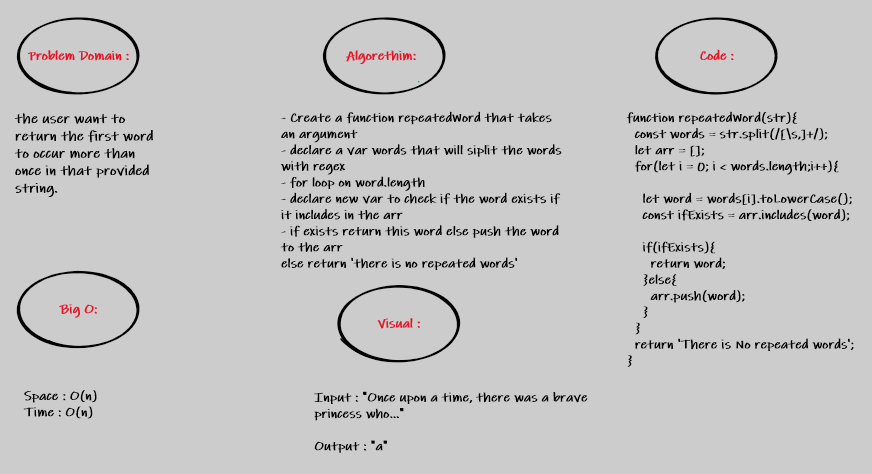 Problem Domain :
the user want to
return the first word
to occur more than
once in that provided
string.
Big O:
Space : O(n)
Time : O(n)
Algorethim:
- Create a function repeatedWord that takes
an argument
- declare a var words that will siplit the words
with regex
- for loop on word.length
- declare new var to check if the word exists if
it includes in the arr
- if exists return this word else push the word
to the arr
else return 'there is no repeated words'
Visual :
Input : "Once upon a time, there was a brave
princess who..."
Output : "a"
Code :
function repeatedWord(str){
const words = str.split(/[\s,]+/);
let arr = [];
for(let i = 0; i < words.length;i++){
let word = words[i].toLowerCase();
const ifExists = arr.includes(word);
if(ifExists){
return word;
}else{
arr.push(word);
}
}
return 'There is No repeated words';
}